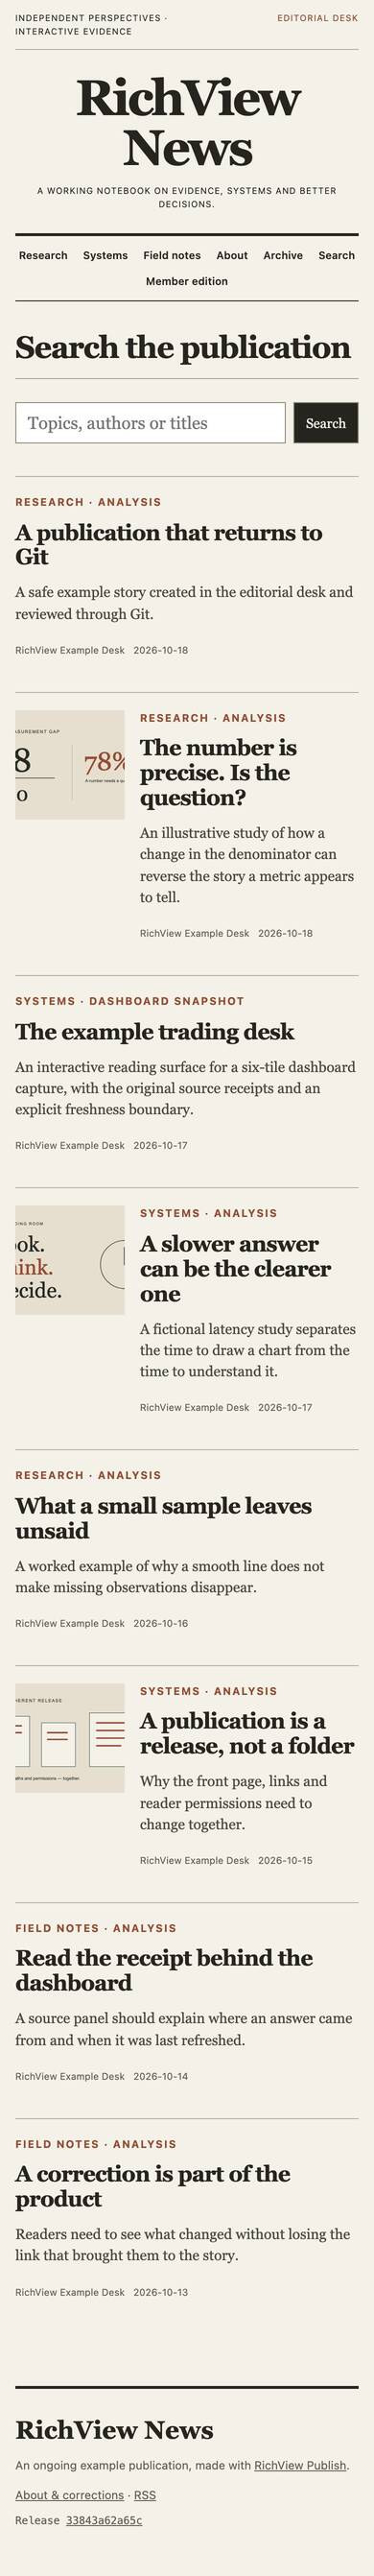 INDEPENDENT PERSPECTIVES ·
INTERACTIVE EVIDENCE
EDITORIAL DESK
RichView
News
A WORKING NOTEBOOK ON EVIDENCE, SYSTEMS AND BETTER
DECISIONS.
Research Systems Field notes About Archive Search
Member edition
Search the publication
Topics, authors or titles
Search
RESEARCH · ANALYSIS
A publication that returns to
Git
A safe example story created in the editorial desk and
reviewed through Git.
RichView Example Desk 2026-10-18
8
78%
0
RESEARCH · ANALYSIS
The number is
precise. Is the
question?
An illustrative study of how a
change in the denominator can
reverse the story a metric appears
to tell.
RichView Example Desk 2026-10-18
SYSTEMS · DASHBOARD SNAPSHOT
The example trading desk
An interactive reading surface for a six-tile dashboard
capture, with the original source receipts and an
explicit freshness boundary.
RichView Example Desk 2026-10-17
SYSTEMS · ANALYSIS
A slower answer
can be the clearer
one
A fictional latency study separates
the time to draw a chart from the
time to understand it.
RichView Example Desk 2026-10-17
RESEARCH · ANALYSIS
What a small sample leaves
unsaid
A worked example of why a smooth line does not
make missing observations disappear.
RichView Example Desk 2026-10-16
SYSTEMS · ANALYSIS
A publication is a
release, not a folder
Why the front page, links and
reader permissions need to
change together.
RichView Example Desk 2026-10-15
FIELD NOTES · ANALYSIS
Read the receipt behind the
dashboard
A source panel should explain where an answer came
from and when it was last refreshed.
RichView Example Desk 2026-10-14
FIELD NOTES · ANALYSIS
A correction is part of the
product
Readers need to see what changed without losing the
link that brought them to the story.
RichView Example Desk 2026-10-13
RichView News
An ongoing example publication, made with RichView Publish.
About & corrections · RSS
Release 33843a62a65c